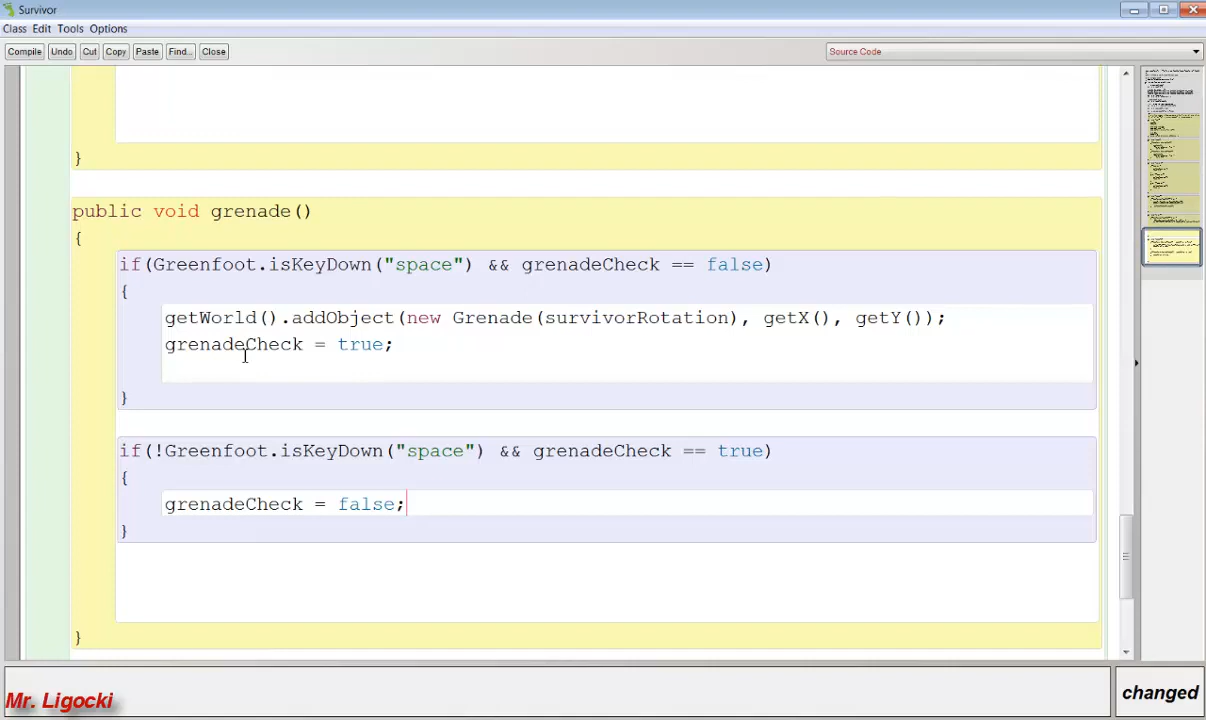 Survivor
Class Edit Tools Options
Compile Undo Cut Copy Paste Find... Close Source Code
}
public void grenade()
{
if(Greenfoot.isKeyDown("space") && grenadeCheck == false)
{
getWorld().addObject(new Grenade(survivorRotation), getX(), getY());
grenadeCheck = true;
}
if(!Greenfoot.isKeyDown("space") && grenadeCheck == true)
{
grenadeCheck = false;
}
}
Mr. Ligocki
changed